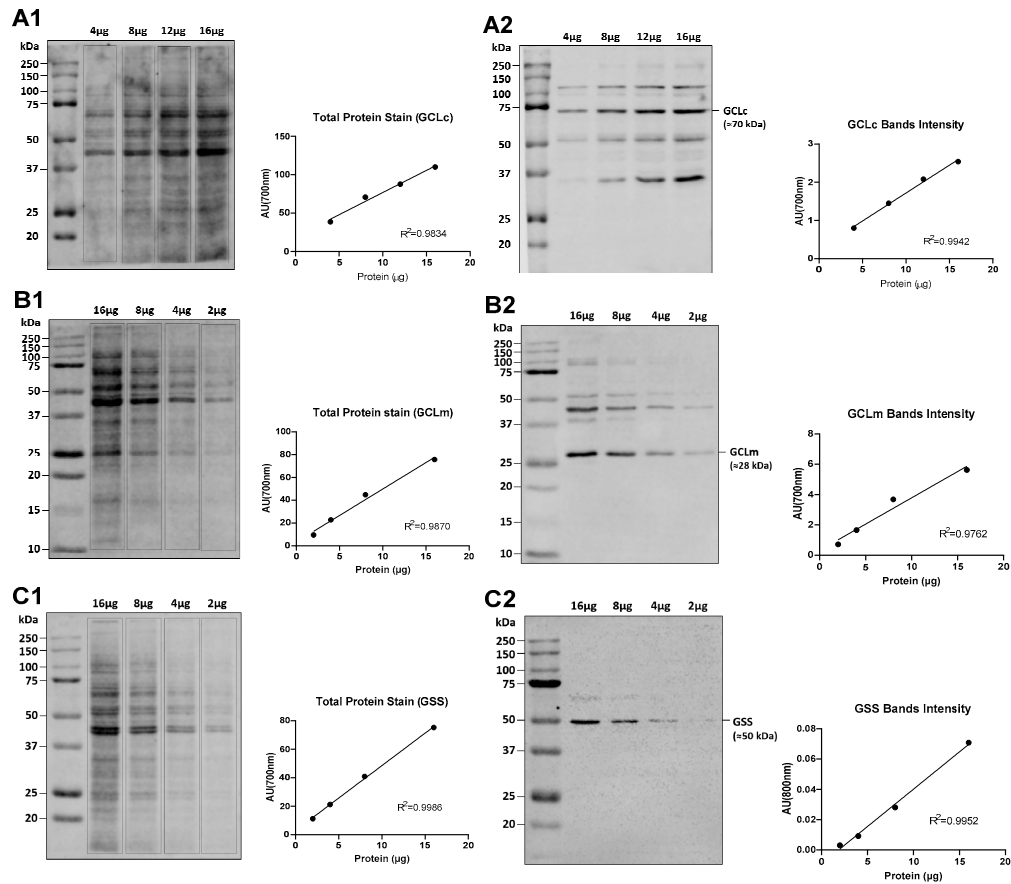 A1
4µg 8µg 12µg 16µg
kDa
250
150
100
75
50
37
25
20
Total Protein Stain (GCLc)
AU(700nm)
150
100
50
0
0 5 10 15 20
R²=0.9834
Protein (µg)
A2
4µg 8µg 12µg 16µg
kDa
250
150
100
75
50
37
25
20
GCLc
(≈70 kDa)
GCLc Bands Intensity
AU(700nm)
3
2
1
0
0 5 10 15 20
R²=0.9942
Protein (µg)
B1
16µg 8µg 4µg 2µg
kDa
250
150
100
75
50
37
25
20
15
10
Total Protein stain (GCLm)
AU(700nm)
100
80
60
40
20
0
0 5 10 15 20
R²=0.9870
Protein (µg)
B2
16µg 8µg 4µg 2µg
kDa
250
150
100
75
50
37
25
20
15
10
GCLm
(≈28 kDa)
GCLm Bands Intensity
AU(700nm)
8
6
4
2
0
0 5 10 15 20
R²=0.9762
Protein (µg)
C1
16µg 8µg 4µg 2µg
kDa
250
150
100
75
50
37
25
20
Total Protein Stain (GSS)
AU(700nm)
80
60
40
20
0
0 5 10 15 20
R²=0.9986
Protein (µg)
C2
16µg 8µg 4µg 2µg
kDa
250
150
100
75
50
37
25
20
GSS
(≈50 kDa)
GSS Bands Intensity
AU(800nm)
0.08
0.06
0.04
0.02
0.00
0 5 10 15 20
R²=0.9952
Protein (µg)